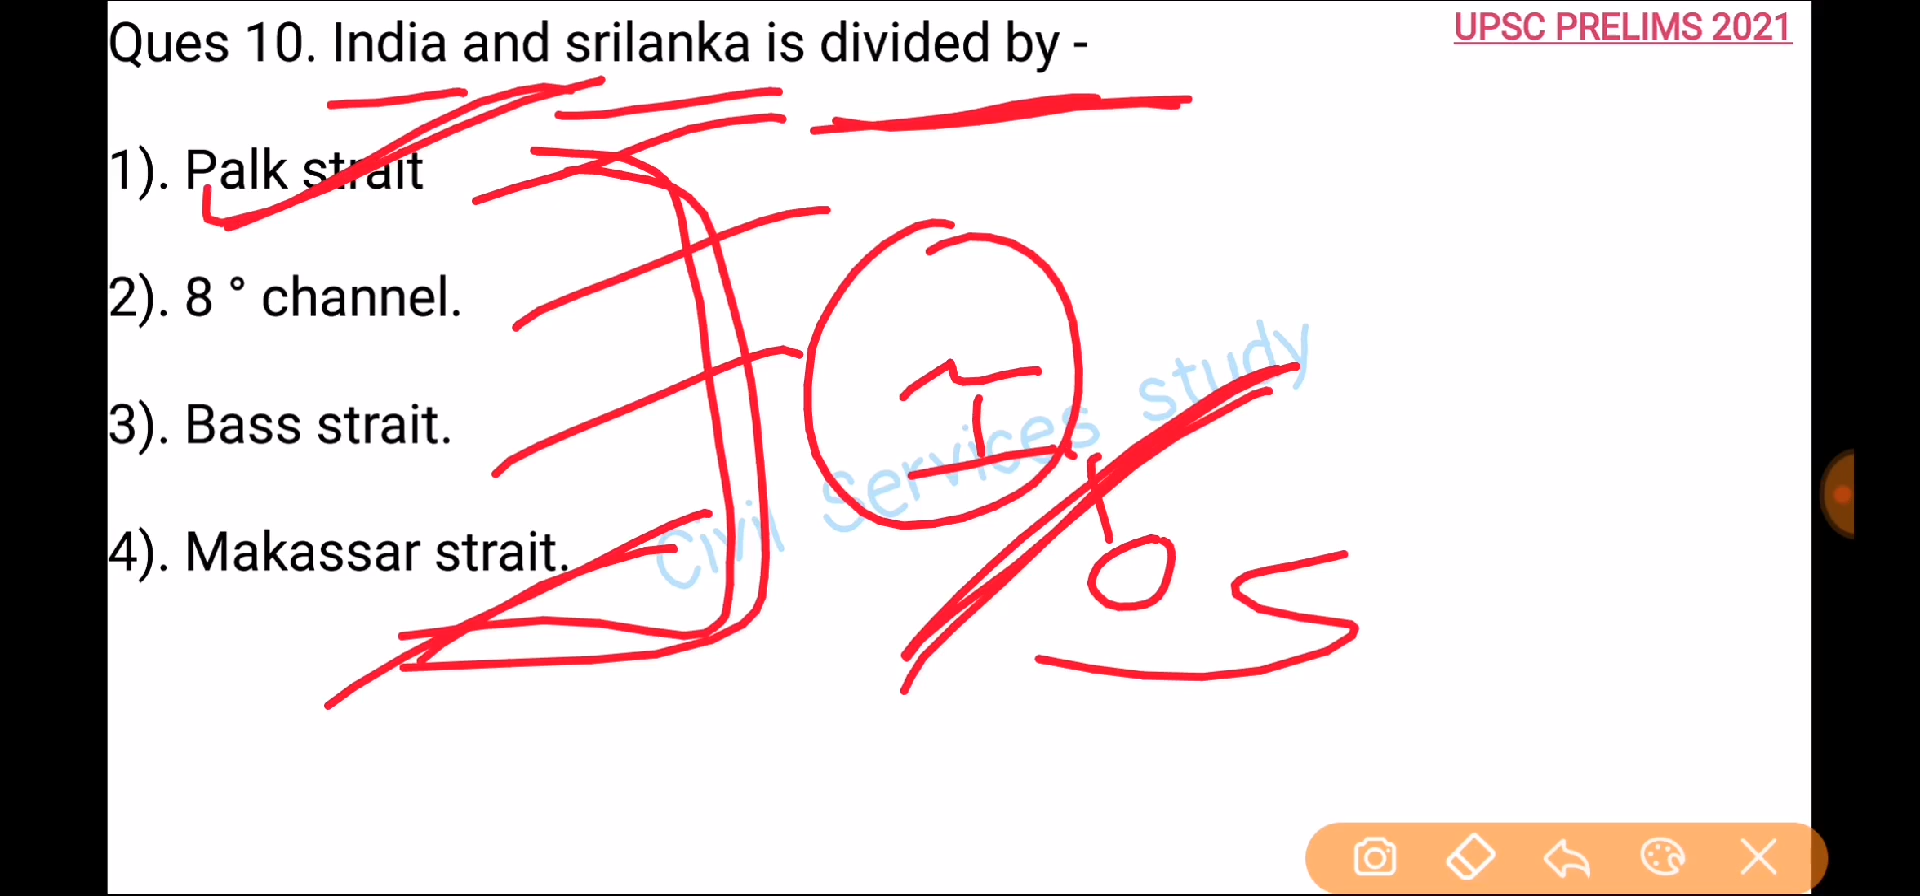 Ques 10. India and srilanka is divided by -
UPSC PRELIMS 2021
1). Palk strait
2). 8 ° channel.
3). Bass strait.
4). Makassar strait.
Civil Services study